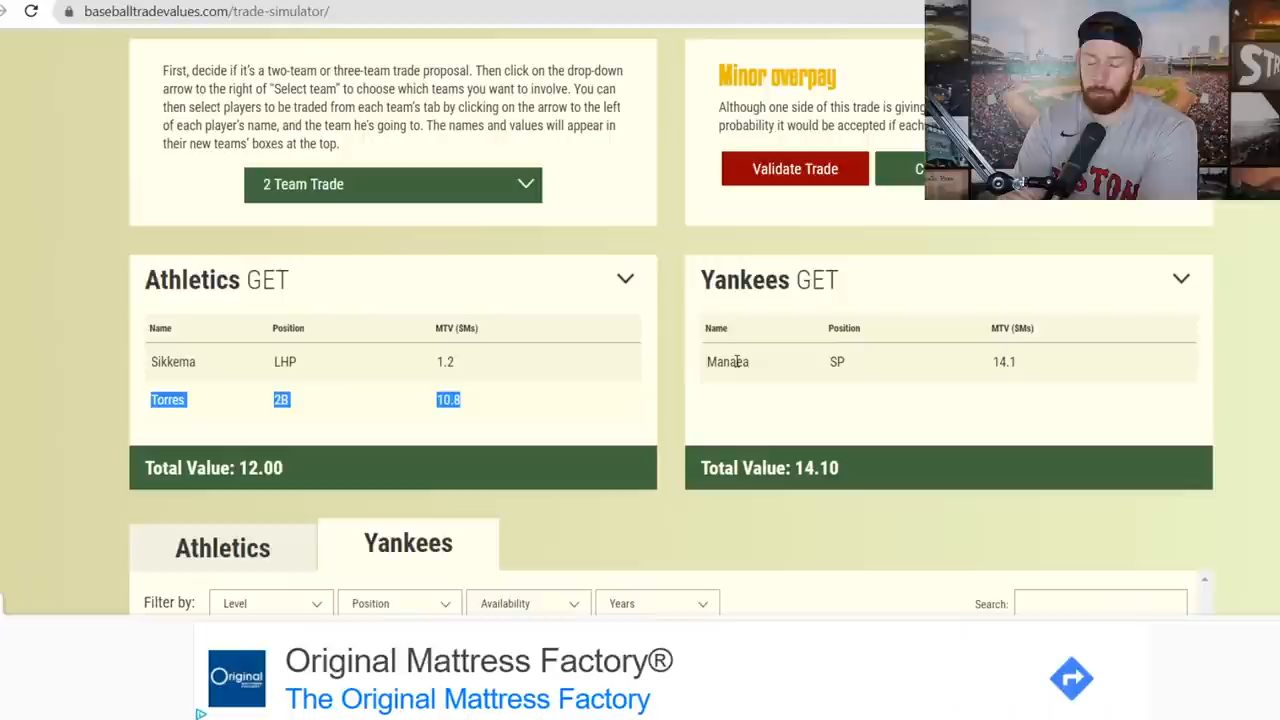 baseballtradevalues.com/trade-simulator/
First, decide if it's a two-team or three-team trade proposal. Then click on the drop-down
arrow to the right of "Select team" to choose which teams you want to involve. You can
then select players to be traded from each team's tab by clicking on the arrow to the left
of each player's name, and the team he's going to. The names and values will appear in
their new teams' boxes at the top.
2 Team Trade
Minor overpay
Although one side of this trade is giving
probability it would be accepted if each
Validate Trade
C
STR
BOSTON
Athletics GET
Name Position MTV ($Ms)
Sikkema LHP 1.2
Torres 2B 10.8
Total Value: 12.00
Yankees GET
Name Position MTV ($Ms)
Manaea SP 14.1
Total Value: 14.10
Athletics
Yankees
Filter by:
Level
Position
Availability
Years
Search:
Original
Original Mattress Factory®
The Original Mattress Factory